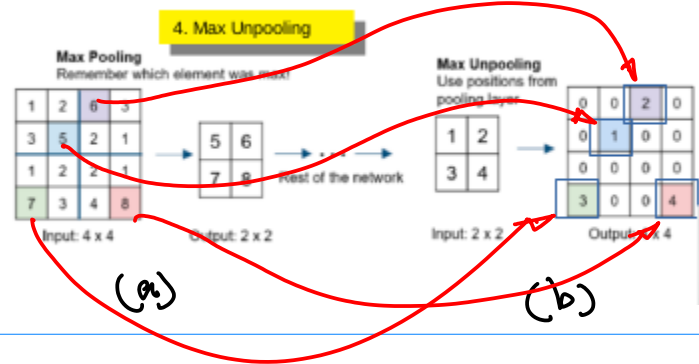 4. Max Unpooling
Max Pooling
Remember which element was max!
1 2 6 3
3 5 2 1
1 2 2 1
7 3 4 8
Input: 4 x 4
5 6
7 8
Output: 2 x 2
...
Rest of the network
Max Unpooling
Use positions from
pooling layer
1 2
3 4
Input: 2 x 2
0 0 2 0
0 1 0 0
0 0 0 0
3 0 0 4
Output: 4 x 4
(a)
(b)